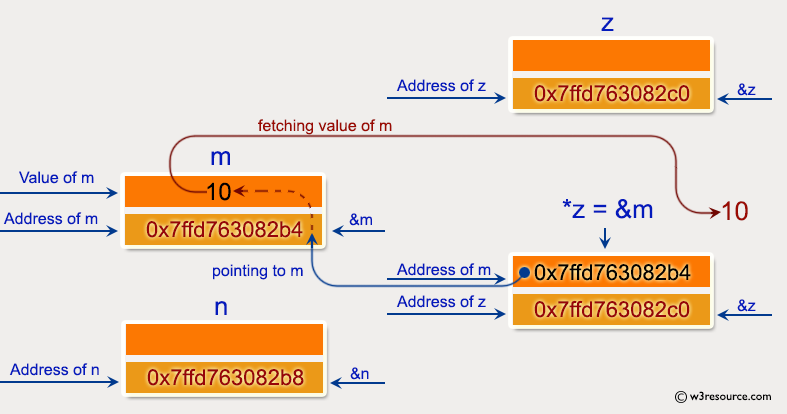 z
Address of z
0x7ffd763082c0
&z
fetching value of m
m
Value of m
10
Address of m
0x7ffd763082b4
&m
10
*z = &m
pointing to m
Address of m
0x7ffd763082b4
Address of z
0x7ffd763082c0
&z
n
Address of n
0x7ffd763082b8
&n
© w3resource.com